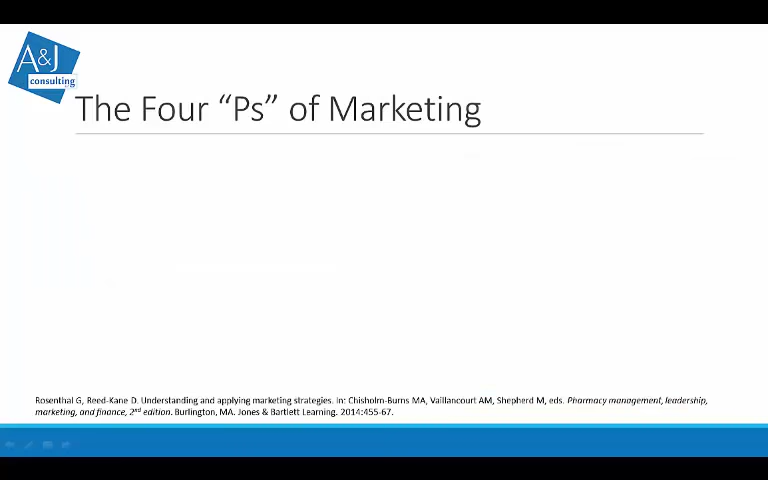 A&J
consulting
The Four “Ps” of Marketing
Rosenthal G, Reed-Kane D. Understanding and applying marketing strategies. In: Chisholm-Burns MA, Vaillancourt AM, Shepherd M, eds. Pharmacy management, leadership,
marketing, and finance, 2nd edition. Burlington, MA. Jones & Bartlett Learning. 2014:455-67.